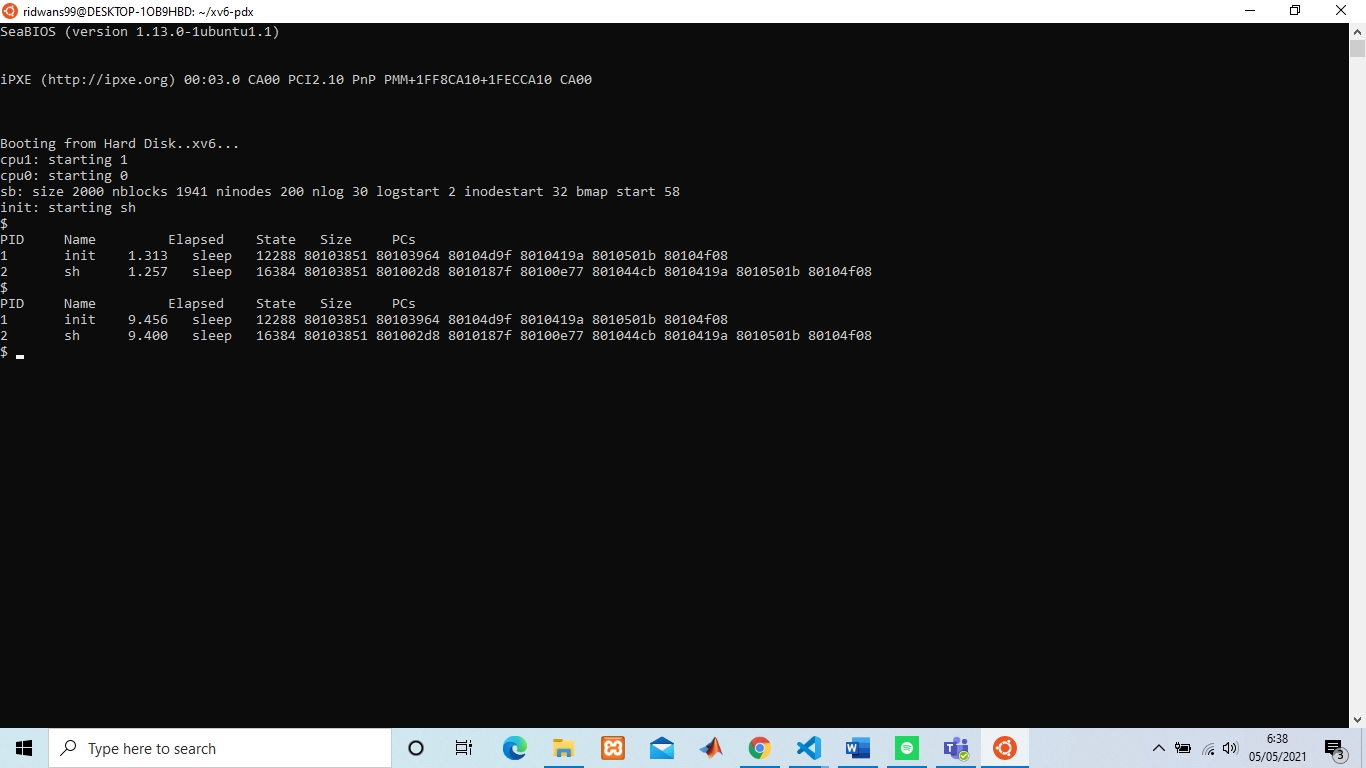 ridwans99@DESKTOP-1OB9HBD: ~/xv6-pdx
SeaBIOS (version 1.13.0-1ubuntu1.1)
iPXE (http://ipxe.org) 00:03.0 CA00 PCI2.10 PnP PMM+1FF8CA10+1FECCA10 CA00
Booting from Hard Disk..xv6...
cpu1: starting 1
cpu0: starting 0
sb: size 2000 nblocks 1941 ninodes 200 nlog 30 logstart 2 inodestart 32 bmap start 58
init: starting sh
$
PID     Name         Elapsed    State   Size     PCs
1       init    1.313   sleep   12288 80103851 80103964 80104d9f 8010419a 8010501b 80104f08
2       sh      1.257   sleep   16384 80103851 801002d8 8010187f 80100e77 801044cb 8010419a 8010501b 80104f08
$
PID     Name         Elapsed    State   Size     PCs
1       init    9.456   sleep   12288 80103851 80103964 80104d9f 8010419a 8010501b 80104f08
2       sh      9.400   sleep   16384 80103851 801002d8 8010187f 80100e77 801044cb 8010419a 8010501b 80104f08
$
Type here to search
6:38
05/05/2021
3